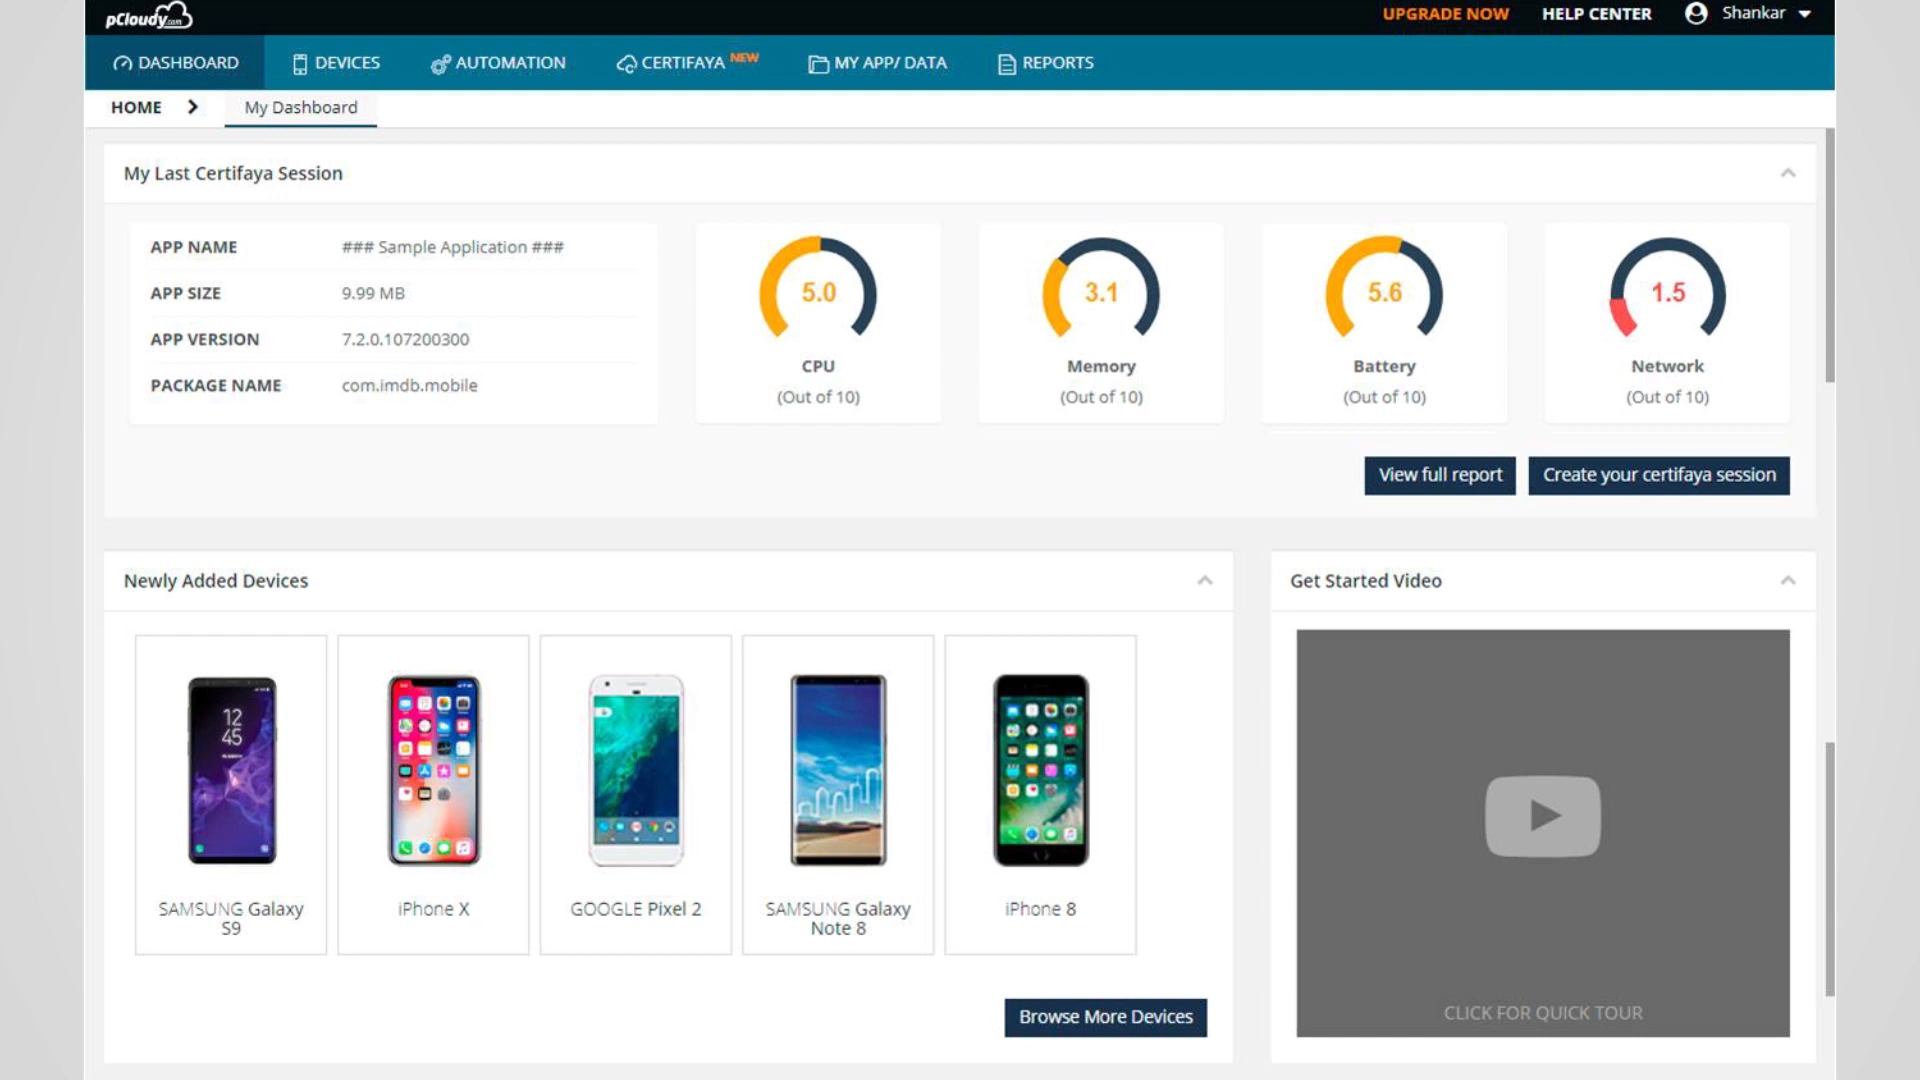 pCloudy.com
UPGRADE NOW
HELP CENTER
Shankar
DASHBOARD
DEVICES
AUTOMATION
CERTIFAYA NEW
MY APP/ DATA
REPORTS
HOME
My Dashboard
My Last Certifaya Session
APP NAME ### Sample Application ###
APP SIZE 9.99 MB
APP VERSION 7.2.0.107200300
PACKAGE NAME com.imdb.mobile
5.0
CPU
(Out of 10)
3.1
Memory
(Out of 10)
5.6
Battery
(Out of 10)
1.5
Network
(Out of 10)
View full report
Create your certifaya session
Newly Added Devices
12
45
SAMSUNG Galaxy
S9
iPhone X
GOOGLE Pixel 2
SAMSUNG Galaxy
Note 8
iPhone 8
Browse More Devices
Get Started Video
CLICK FOR QUICK TOUR